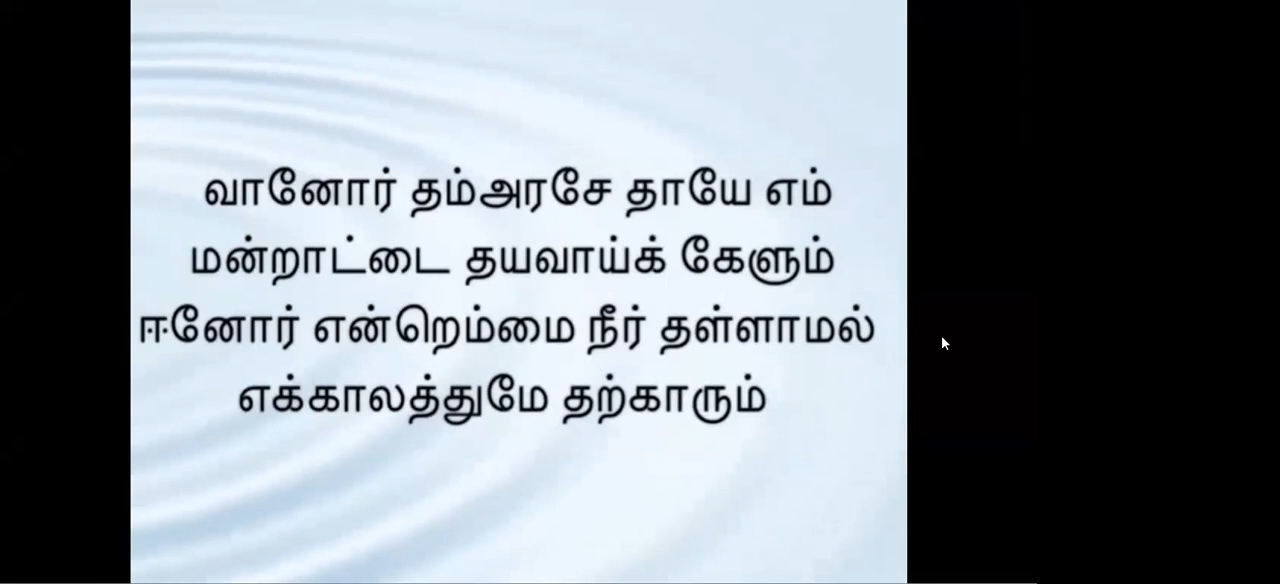 வானோர் தம்அரசே தாயே எம்
மன்றாட்டை தயவாய்க் கேளும்
ஈனோர் என்றெம்மை நீர் தள்ளாமல்
எக்காலத்துமே தற்காரும்